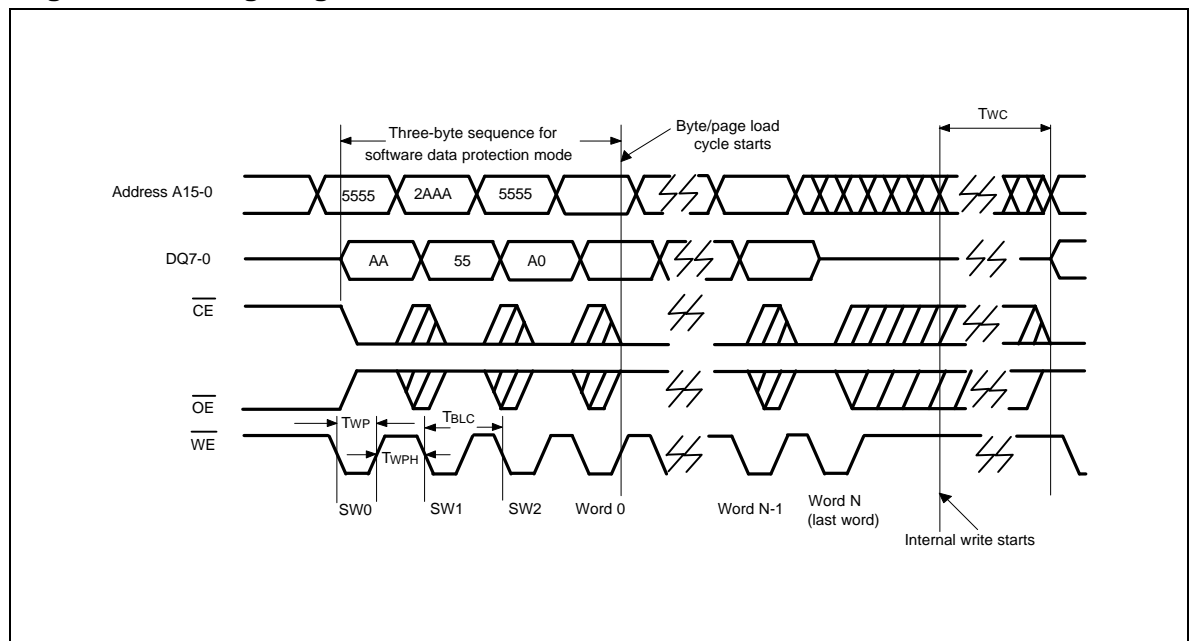 TWC
Three-byte sequence for
software data protection mode
Byte/page load
cycle starts
Address A15-0
5555
2AAA
5555
DQ7-0
AA
55
A0
CE
OE
TWP
TBLC
WE
TWPH
SW0
SW1
SW2
Word 0
Word N-1
Word N
(last word)
Internal write starts